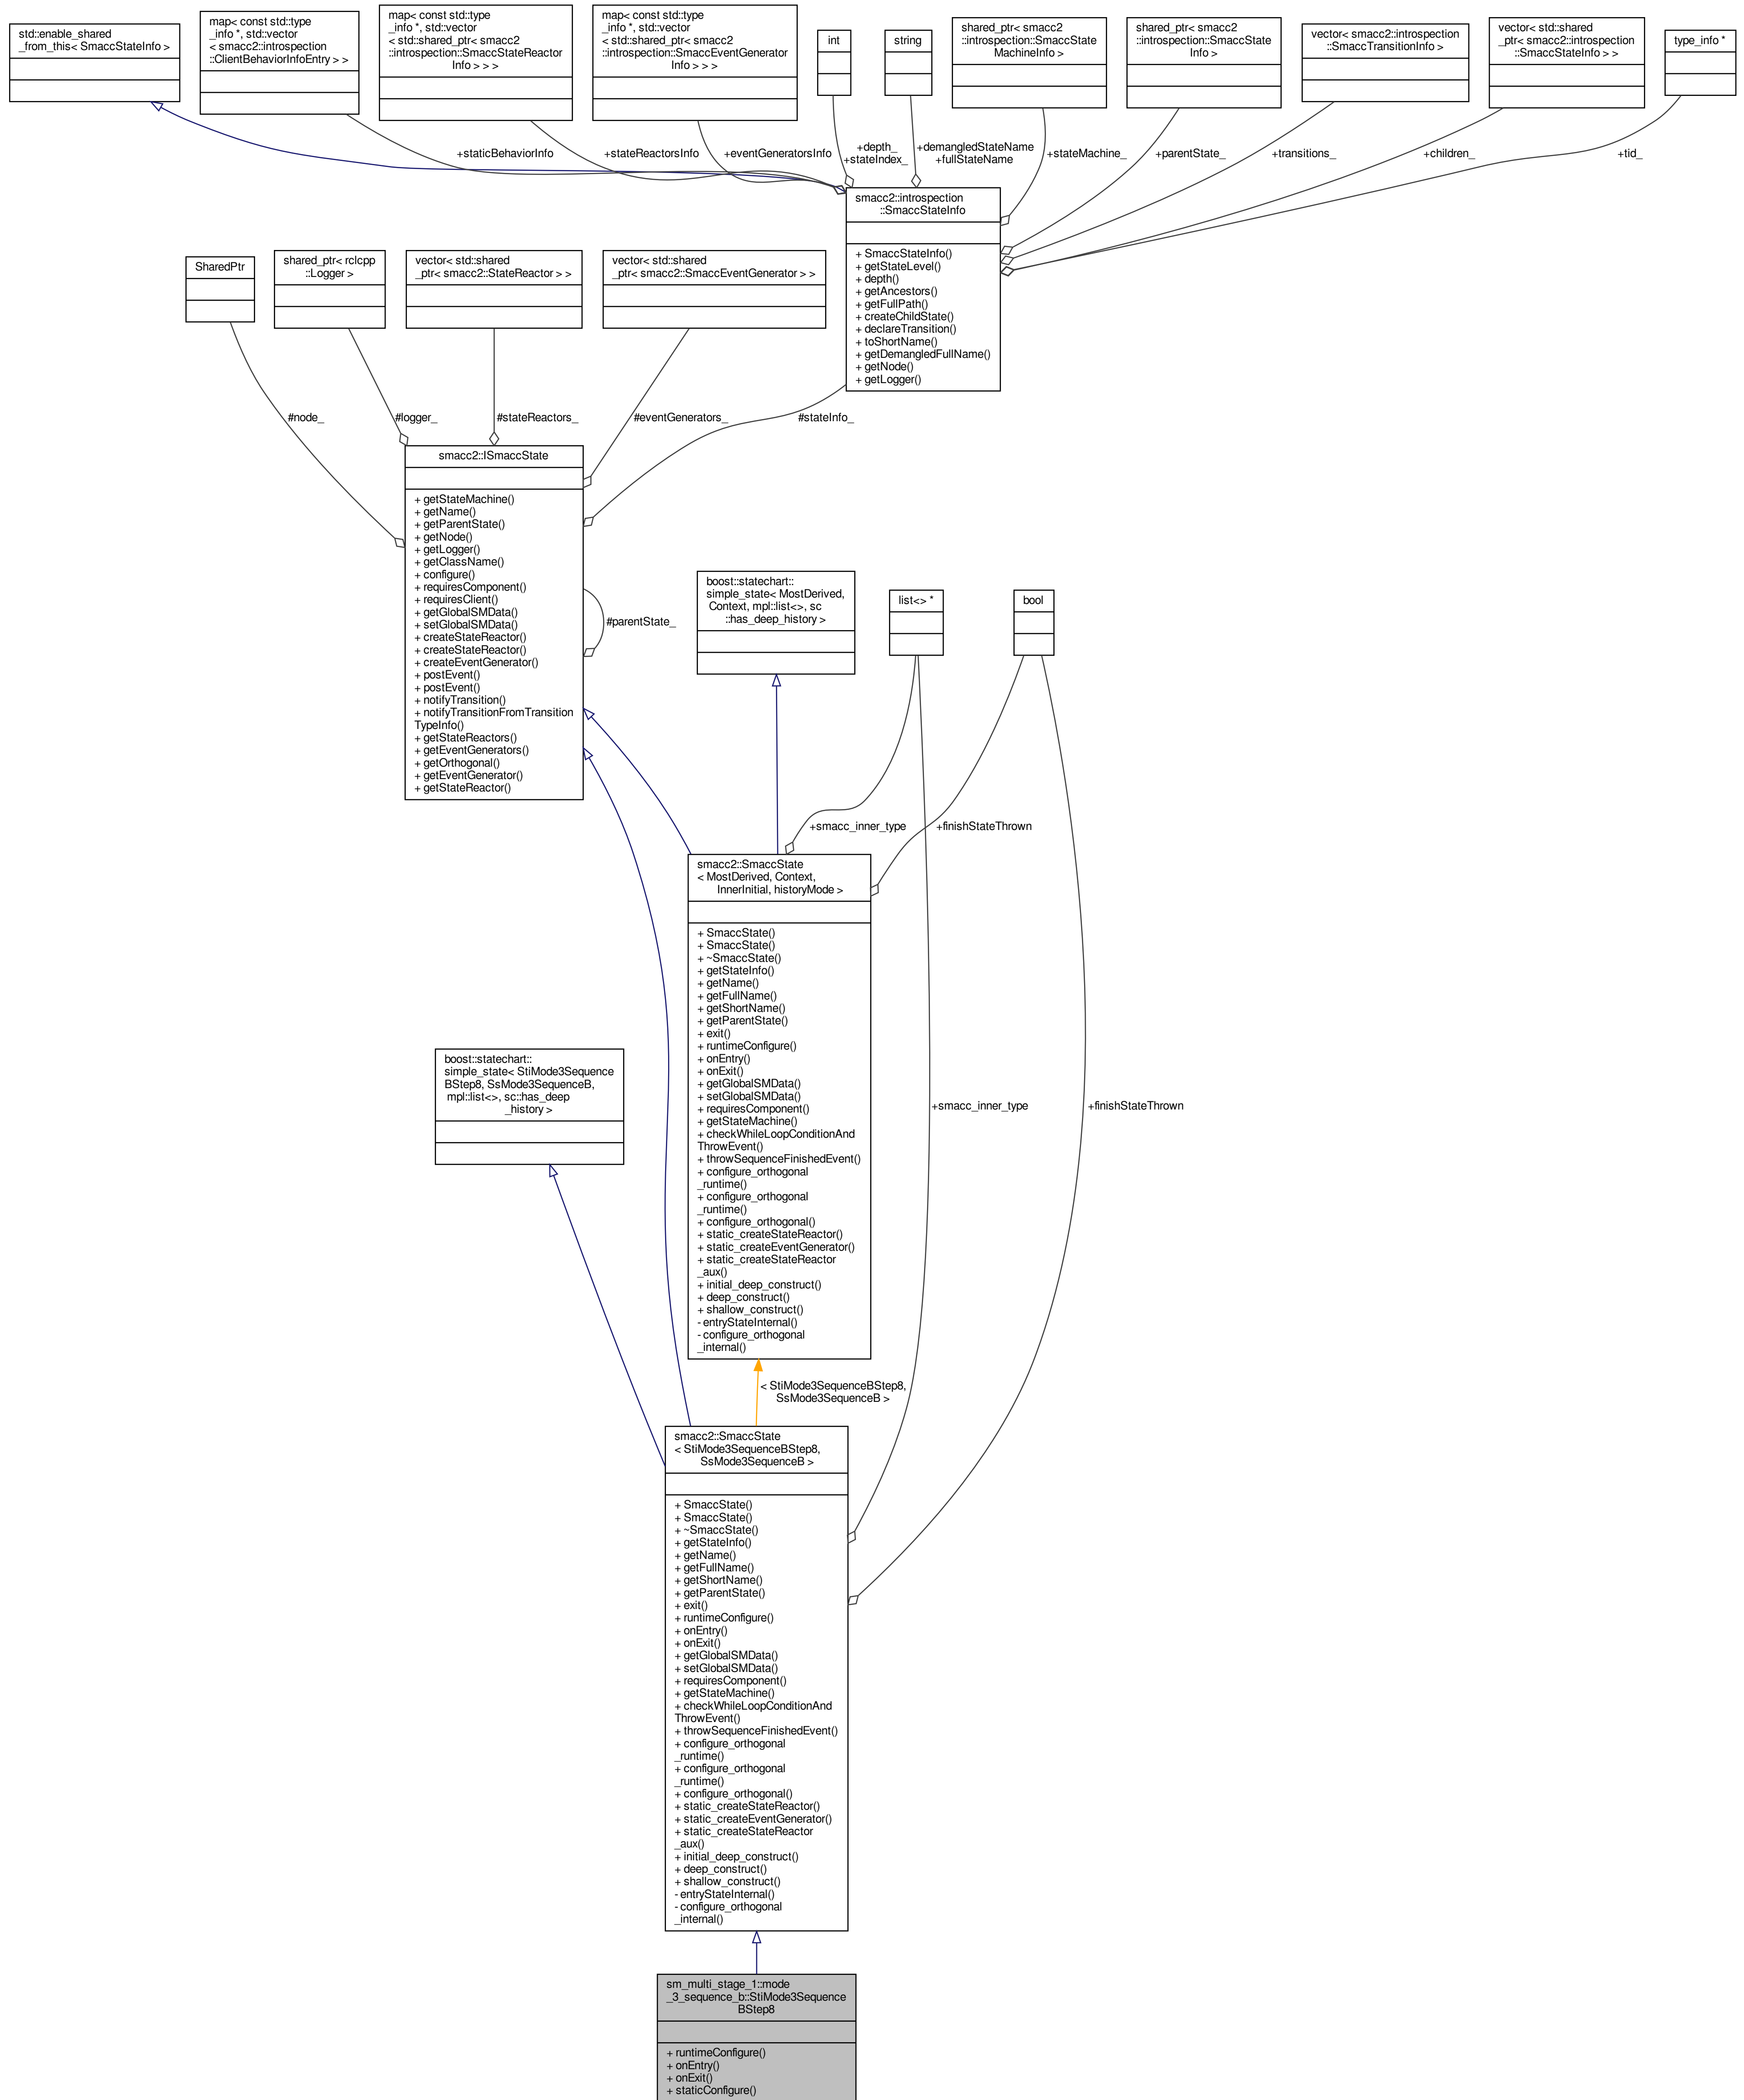 std::enable_shared
_from_this< SmaccStateInfo >
map< const std::type
_info *, std::vector
< smacc2::introspection
::ClientBehaviorInfoEntry > >
map< const std::type
_info *, std::vector
< std::shared_ptr< smacc2
::introspection::SmaccStateReactor
Info > > >
map< const std::type
_info *, std::vector
< std::shared_ptr< smacc2
::introspection::SmaccEventGenerator
Info > > >
int
string
shared_ptr< smacc2
::introspection::SmaccState
MachineInfo >
shared_ptr< smacc2
::introspection::SmaccState
Info >
vector< smacc2::introspection
::SmaccTransitionInfo >
vector< std::shared
_ptr< smacc2::introspection
::SmaccStateInfo > >
type_info *
+staticBehaviorInfo
+stateReactorsInfo
+eventGeneratorsInfo
+depth_
+stateIndex_
+demangledStateName
+fullStateName
+stateMachine_
+parentState_
+transitions_
+children_
+tid_
smacc2::introspection
::SmaccStateInfo
+ SmaccStateInfo()
+ getStateLevel()
+ depth()
+ getAncestors()
+ getFullPath()
+ createChildState()
+ declareTransition()
+ toShortName()
+ getDemangledFullName()
+ getNode()
+ getLogger()
SharedPtr
shared_ptr< rclcpp
::Logger >
vector< std::shared
_ptr< smacc2::StateReactor > >
vector< std::shared
_ptr< smacc2::SmaccEventGenerator > >
#node_
#logger_
#stateReactors_
#eventGenerators_
#stateInfo_
smacc2::ISmaccState
+ getStateMachine()
+ getName()
+ getParentState()
+ getNode()
+ getLogger()
+ getClassName()
+ configure()
+ requiresComponent()
+ requiresClient()
+ getGlobalSMData()
+ setGlobalSMData()
+ createStateReactor()
+ createStateReactor()
+ createEventGenerator()
+ postEvent()
+ postEvent()
+ notifyTransition()
+ notifyTransitionFromTransition
TypeInfo()
+ getStateReactors()
+ getEventGenerators()
+ getOrthogonal()
+ getEventGenerator()
+ getStateReactor()
#parentState_
boost::statechart::
simple_state< MostDerived,
Context, mpl::list<>, sc
::has_deep_history >
list<> *
bool
+smacc_inner_type
+finishStateThrown
smacc2::SmaccState
< MostDerived, Context,
InnerInitial, historyMode >
+ SmaccState()
+ SmaccState()
+ ~SmaccState()
+ getStateInfo()
+ getName()
+ getFullName()
+ getShortName()
+ getParentState()
+ exit()
+ runtimeConfigure()
+ onEntry()
+ onExit()
+ getGlobalSMData()
+ setGlobalSMData()
+ requiresComponent()
+ getStateMachine()
+ checkWhileLoopConditionAnd
ThrowEvent()
+ throwSequenceFinishedEvent()
+ configure_orthogonal
_runtime()
+ configure_orthogonal
_runtime()
+ configure_orthogonal()
+ static_createStateReactor()
+ static_createEventGenerator()
+ static_createStateReactor
_aux()
+ initial_deep_construct()
+ deep_construct()
+ shallow_construct()
- entryStateInternal()
- configure_orthogonal
_internal()
boost::statechart::
simple_state< StiMode3Sequence
BStep8, SsMode3SequenceB,
mpl::list<>, sc::has_deep
_history >
+smacc_inner_type
+finishStateThrown
< StiMode3SequenceBStep8,
SsMode3SequenceB >
smacc2::SmaccState
< StiMode3SequenceBStep8,
SsMode3SequenceB >
+ SmaccState()
+ SmaccState()
+ ~SmaccState()
+ getStateInfo()
+ getName()
+ getFullName()
+ getShortName()
+ getParentState()
+ exit()
+ runtimeConfigure()
+ onEntry()
+ onExit()
+ getGlobalSMData()
+ setGlobalSMData()
+ requiresComponent()
+ getStateMachine()
+ checkWhileLoopConditionAnd
ThrowEvent()
+ throwSequenceFinishedEvent()
+ configure_orthogonal
_runtime()
+ configure_orthogonal
_runtime()
+ configure_orthogonal()
+ static_createStateReactor()
+ static_createEventGenerator()
+ static_createStateReactor
_aux()
+ initial_deep_construct()
+ deep_construct()
+ shallow_construct()
- entryStateInternal()
- configure_orthogonal
_internal()
sm_multi_stage_1::mode
_3_sequence_b::StiMode3Sequence
BStep8
+ runtimeConfigure()
+ onEntry()
+ onExit()
+ staticConfigure()